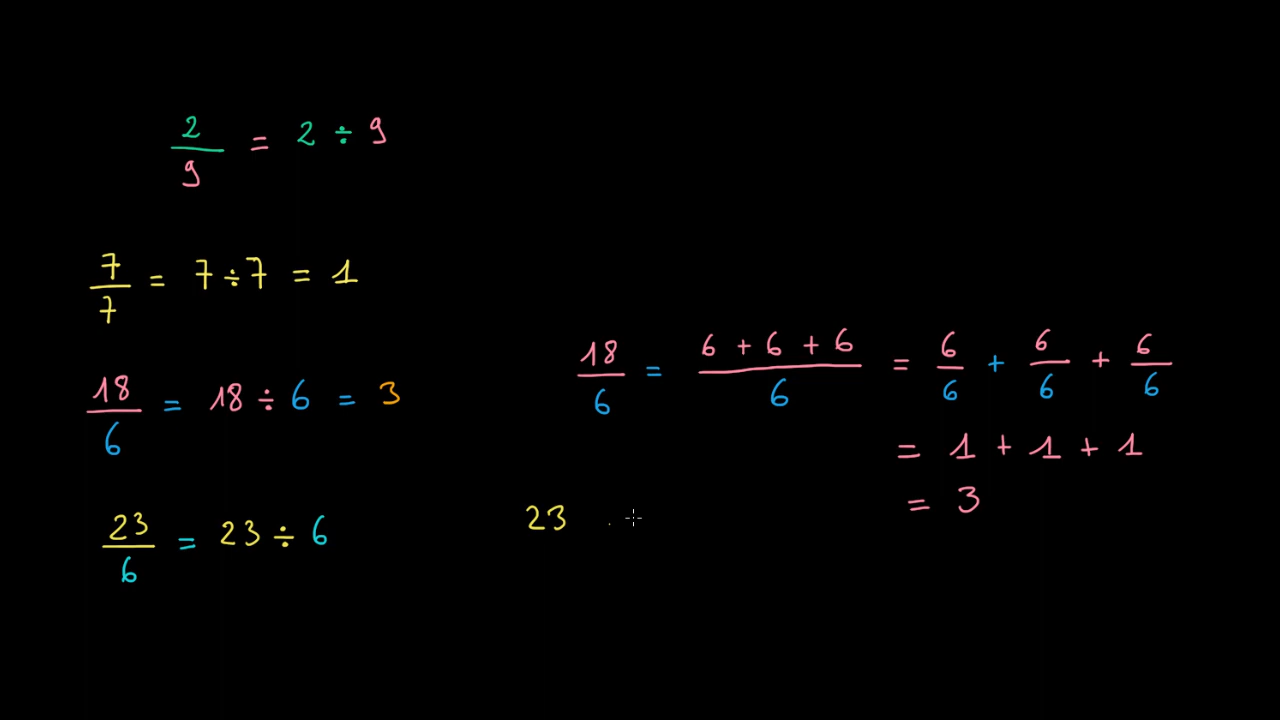 2/9 = 2 ÷ 9
7/7 = 7 ÷ 7 = 1
18/6 = 18 ÷ 6 = 3
23/6 = 23 ÷ 6
18/6 = (6 + 6 + 6)/6 = 6/6 + 6/6 + 6/6
= 1 + 1 + 1
= 3
23